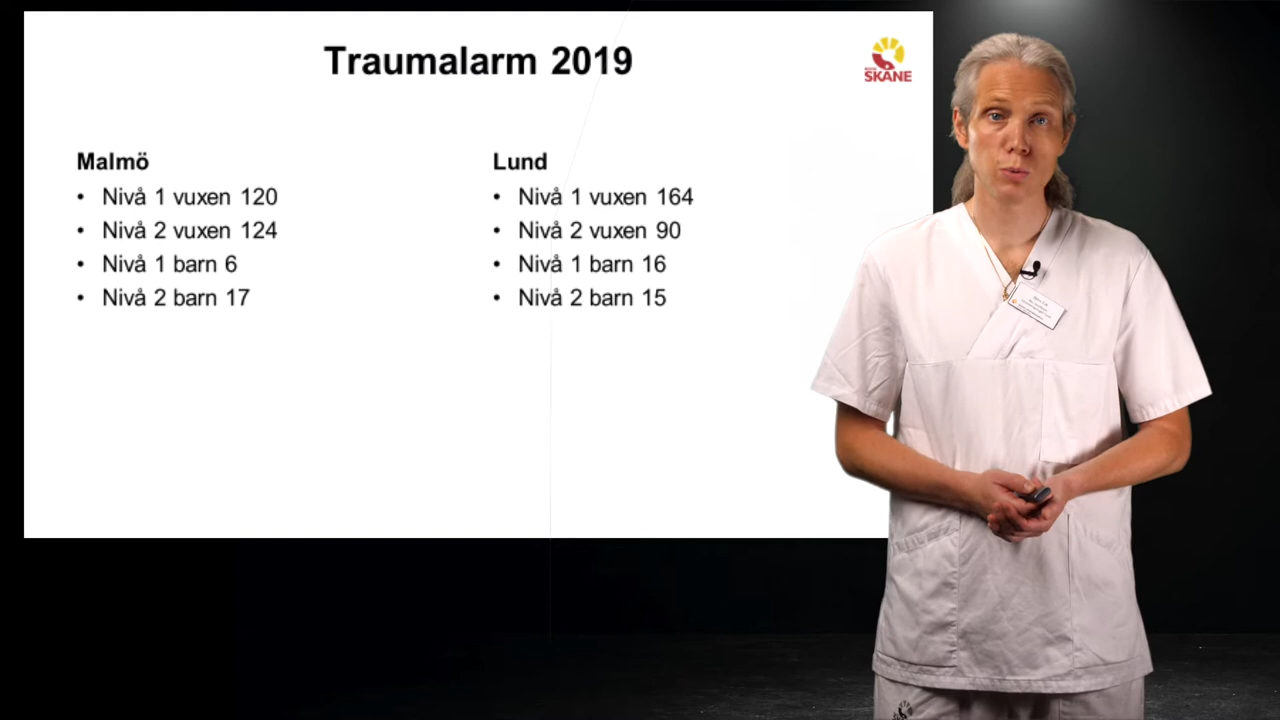 Traumalarm 2019
SKÅNE
Malmö
• Nivå 1 vuxen 120
• Nivå 2 vuxen 124
• Nivå 1 barn 6
• Nivå 2 barn 17
Lund
• Nivå 1 vuxen 164
• Nivå 2 vuxen 90
• Nivå 1 barn 16
• Nivå 2 barn 15